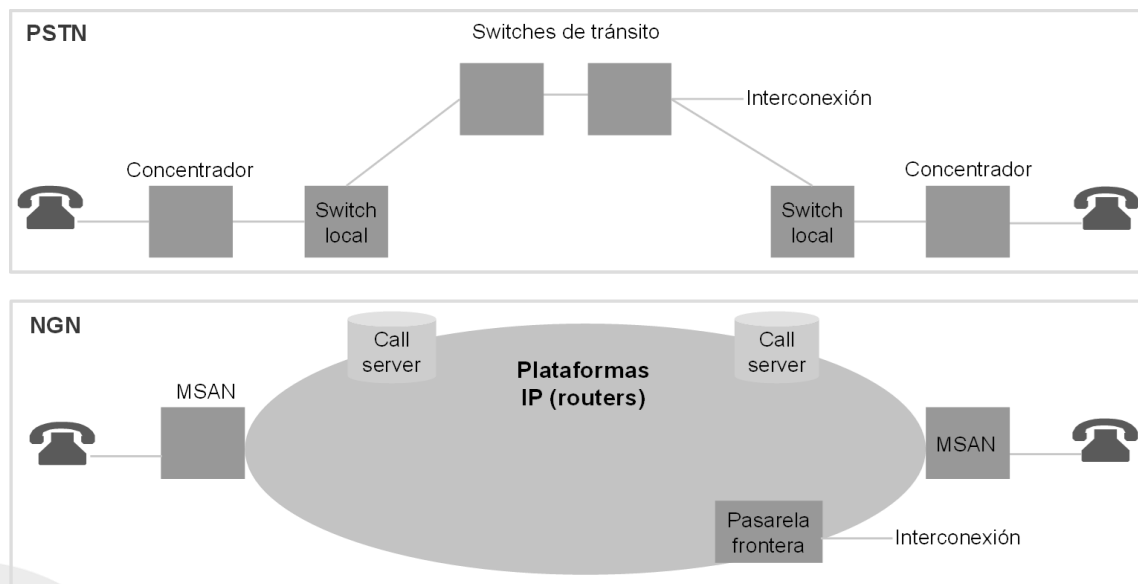 PSTN
Switches de tránsito
Interconexión
Concentrador
Concentrador
Switch
local
Switch
local
NGN
Call
server
Call
server
Plataformas
IP (routers)
MSAN
MSAN
Pasarela
frontera
Interconexión